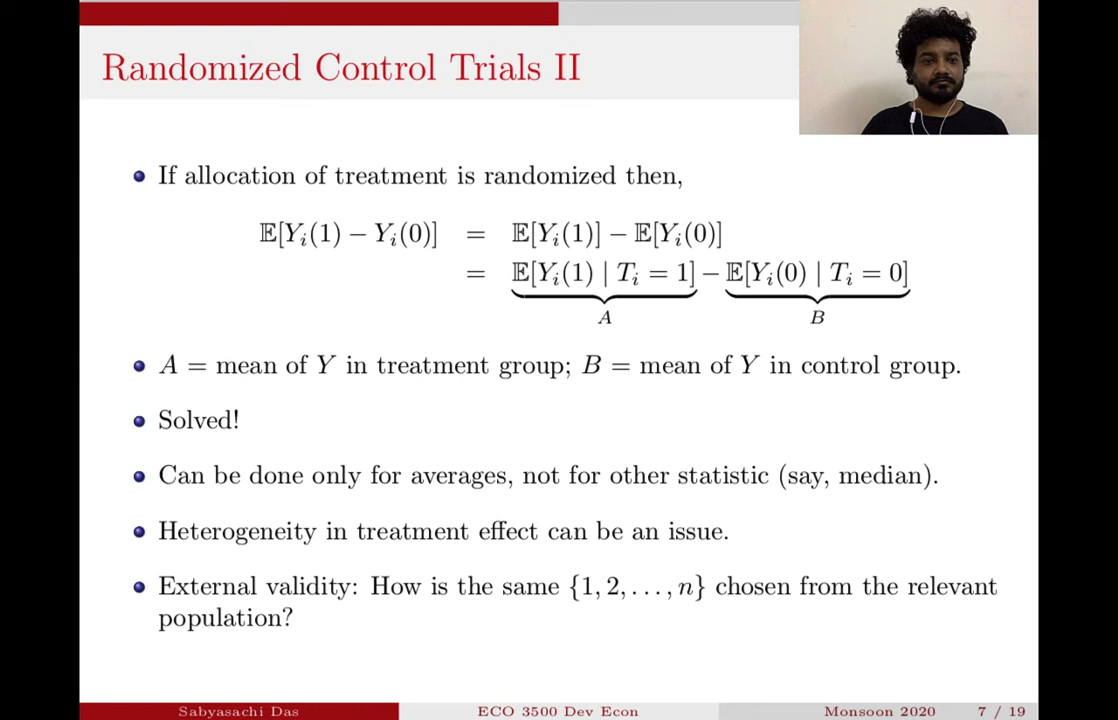 Randomized Control Trials II
• If allocation of treatment is randomized then,
𝔼[Yᵢ(1) − Yᵢ(0)] = 𝔼[Yᵢ(1)] − 𝔼[Yᵢ(0)]
= 𝔼[Yᵢ(1) | Tᵢ = 1] − 𝔼[Yᵢ(0) | Tᵢ = 0]
A B
• A = mean of Y in treatment group; B = mean of Y in control group.
• Solved!
• Can be done only for averages, not for other statistic (say, median).
• Heterogeneity in treatment effect can be an issue.
• External validity: How is the same {1, 2, . . . , n} chosen from the relevant
population?
Sabyasachi Das ECO 3500 Dev Econ Monsoon 2020 7 / 19